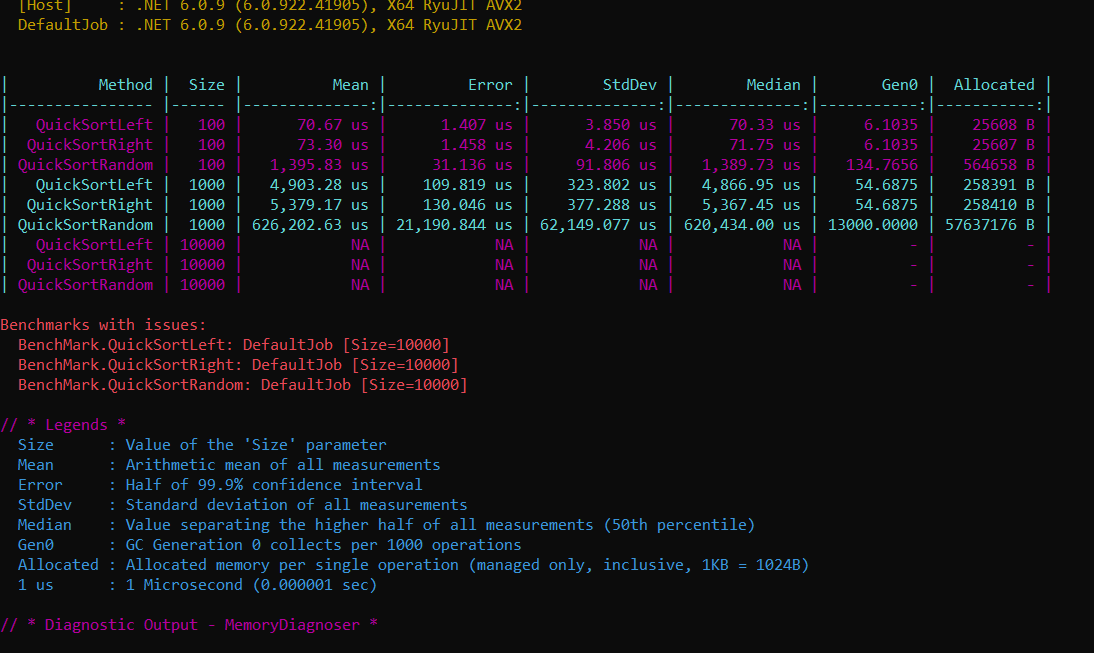 [Host]     : .NET 6.0.9 (6.0.922.41905), X64 RyuJIT AVX2
DefaultJob : .NET 6.0.9 (6.0.922.41905), X64 RyuJIT AVX2
|          Method |  Size |          Mean |         Error |        StdDev |        Median |       Gen0 |  Allocated |
|---------------- |------ |--------------:|--------------:|--------------:|--------------:|-----------:|-----------:|
|   QuickSortLeft |   100 |      70.67 us |      1.407 us |      3.850 us |      70.33 us |     6.1035 |    25608 B |
|  QuickSortRight |   100 |      73.30 us |      1.458 us |      4.206 us |      71.75 us |     6.1035 |    25607 B |
| QuickSortRandom |   100 |   1,395.83 us |     31.136 us |     91.806 us |   1,389.73 us |   134.7656 |   564658 B |
|   QuickSortLeft |  1000 |   4,903.28 us |    109.819 us |    323.802 us |   4,866.95 us |    54.6875 |   258391 B |
|  QuickSortRight |  1000 |   5,379.17 us |    130.046 us |    377.288 us |   5,367.45 us |    54.6875 |   258410 B |
| QuickSortRandom |  1000 | 626,202.63 us | 21,190.844 us | 62,149.077 us | 620,434.00 us | 13000.0000 | 57637176 B |
|   QuickSortLeft | 10000 |            NA |            NA |            NA |            NA |          - |          - |
|  QuickSortRight | 10000 |            NA |            NA |            NA |            NA |          - |          - |
| QuickSortRandom | 10000 |            NA |            NA |            NA |            NA |          - |          - |
Benchmarks with issues:
BenchMark.QuickSortLeft: DefaultJob [Size=10000]
BenchMark.QuickSortRight: DefaultJob [Size=10000]
BenchMark.QuickSortRandom: DefaultJob [Size=10000]
// * Legends *
Size      : Value of the 'Size' parameter
Mean      : Arithmetic mean of all measurements
Error     : Half of 99.9% confidence interval
StdDev    : Standard deviation of all measurements
Median    : Value separating the higher half of all measurements (50th percentile)
Gen0      : GC Generation 0 collects per 1000 operations
Allocated : Allocated memory per single operation (managed only, inclusive, 1KB = 1024B)
1 us      : 1 Microsecond (0.000001 sec)
// * Diagnostic Output - MemoryDiagnoser *